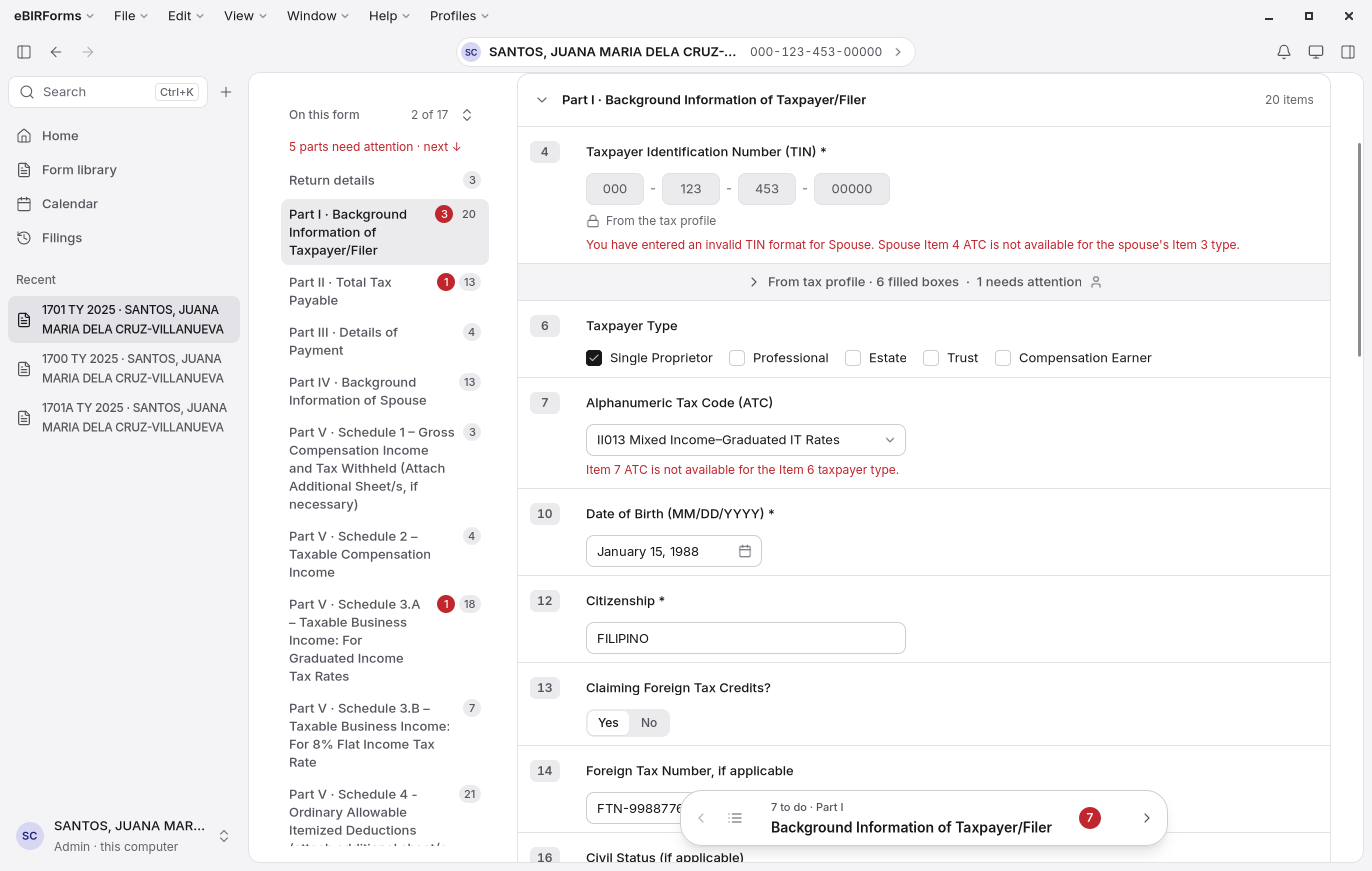 eBIRForms File Edit View Window Help Profiles
SC SANTOS, JUANA MARIA DELA CRUZ-... 000-123-453-00000
Search Ctrl+K
Home
Form library
Calendar
Filings
Recent
1701 TY 2025 · SANTOS, JUANA
MARIA DELA CRUZ-VILLANUEVA
1700 TY 2025 · SANTOS, JUANA
MARIA DELA CRUZ-VILLANUEVA
1701A TY 2025 · SANTOS, JUANA
MARIA DELA CRUZ-VILLANUEVA
SC SANTOS, JUANA MAR...
Admin · this computer
On this form 2 of 17
5 parts need attention · next ↓
Return details 3
Part I · Background 3 20
Information of
Taxpayer/Filer
Part II · Total Tax 1 13
Payable
Part III · Details of 4
Payment
Part IV · Background 13
Information of Spouse
Part V · Schedule 1 – Gross 3
Compensation Income
and Tax Withheld (Attach
Additional Sheet/s, if
necessary)
Part V · Schedule 2 – 4
Taxable Compensation
Income
Part V · Schedule 3.A 1 18
– Taxable Business
Income: For
Graduated Income
Tax Rates
Part V · Schedule 3.B – 7
Taxable Business Income:
For 8% Flat Income Tax
Rate
Part V · Schedule 4 - 21
Ordinary Allowable
Itemized Deductions
Part I · Background Information of Taxpayer/Filer 20 items
4 Taxpayer Identification Number (TIN) *
000 - 123 - 453 - 00000
From the tax profile
You have entered an invalid TIN format for Spouse. Spouse Item 4 ATC is not available for the spouse's Item 3 type.
From tax profile · 6 filled boxes · 1 needs attention
6 Taxpayer Type
Single Proprietor Professional Estate Trust Compensation Earner
7 Alphanumeric Tax Code (ATC)
II013 Mixed Income–Graduated IT Rates
Item 7 ATC is not available for the Item 6 taxpayer type.
10 Date of Birth (MM/DD/YYYY) *
January 15, 1988
12 Citizenship *
FILIPINO
13 Claiming Foreign Tax Credits?
Yes No
14 Foreign Tax Number, if applicable
FTN-9988776
16 Civil Status (if applicable)
7 to do · Part I
Background Information of Taxpayer/Filer 7